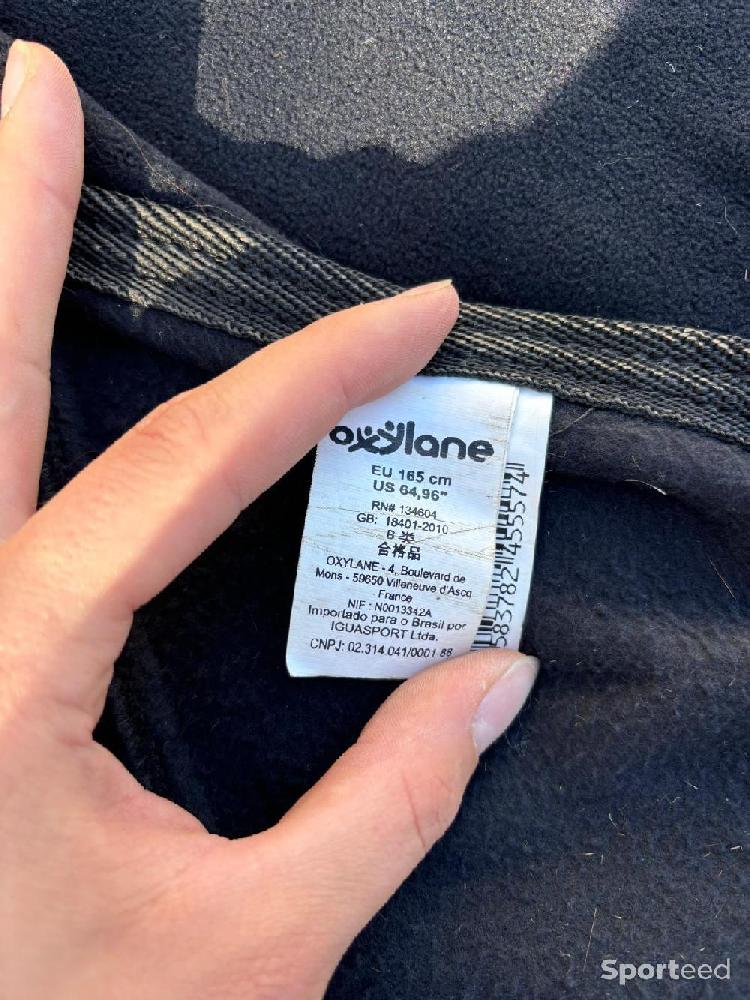 oxylane
EU 165 cm
US 64,96"
RN# 134604
GB: 18401-2010
B 类
合格品
OXYLANE - 4, Boulevard de
Mons - 59650 Villeneuve d'Ascq
France
NIF : N0013342A
Importado para o Brasil por
IGUASPORT Ltda.
CNPJ: 02.314.041/0001-88
583782 455574
Sporteed